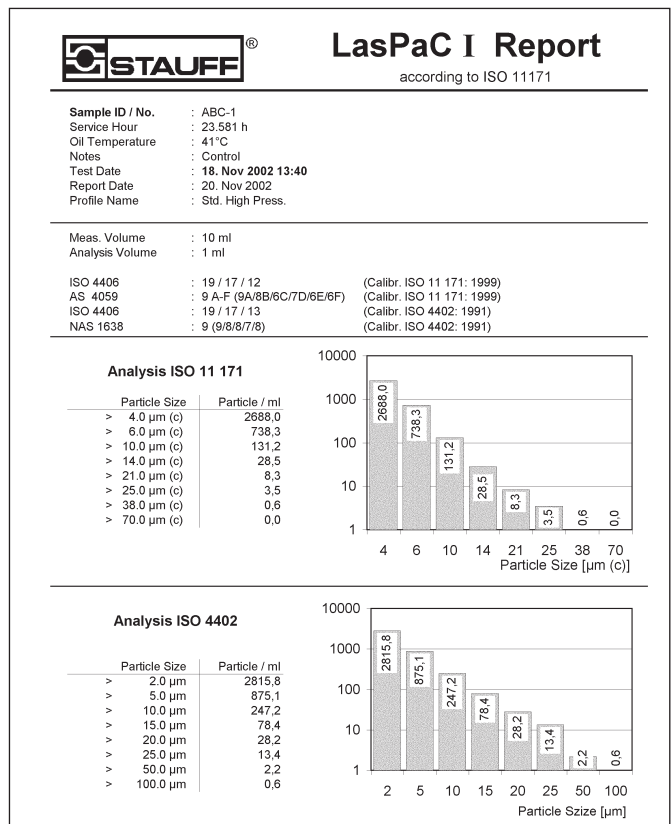 STAUFF®
LasPaC I Report
according to ISO 11171
Sample ID / No. : ABC-1
Service Hour : 23.581 h
Oil Temperature : 41°C
Notes : Control
Test Date : 18. Nov 2002 13:40
Report Date : 20. Nov 2002
Profile Name : Std. High Press.
Meas. Volume : 10 ml
Analysis Volume : 1 ml
ISO 4406 : 19 / 17 / 12 (Calibr. ISO 11 171: 1999)
AS 4059 : 9 A-F (9A/8B/6C/7D/6E/6F) (Calibr. ISO 11 171: 1999)
ISO 4406 : 19 / 17 / 13 (Calibr. ISO 4402: 1991)
NAS 1638 : 9 (9/8/8/7/8) (Calibr. ISO 4402: 1991)
Analysis ISO 11 171
Particle Size Particle / ml
> 4.0 µm (c) 2688,0
> 6.0 µm (c) 738,3
> 10.0 µm (c) 131,2
> 14.0 µm (c) 28,5
> 21.0 µm (c) 8,3
> 25.0 µm (c) 3,5
> 38.0 µm (c) 0,6
> 70.0 µm (c) 0,0
10000
1000
100
10
1
2688,0 738,3 131,2 28,5 8,3 3,5 0,6 0,0
4 6 10 14 21 25 38 70
Particle Size [µm (c)]
Analysis ISO 4402
Particle Size Particle / ml
> 2.0 µm 2815,8
> 5.0 µm 875,1
> 10.0 µm 247,2
> 15.0 µm 78,4
> 20.0 µm 28,2
> 25.0 µm 13,4
> 50.0 µm 2,2
> 100.0 µm 0,6
10000
1000
100
10
1
2815,8 875,1 247,2 78,4 28,2 13,4 2,2 0,6
2 5 10 15 20 25 50 100
Particle Szize [µm]